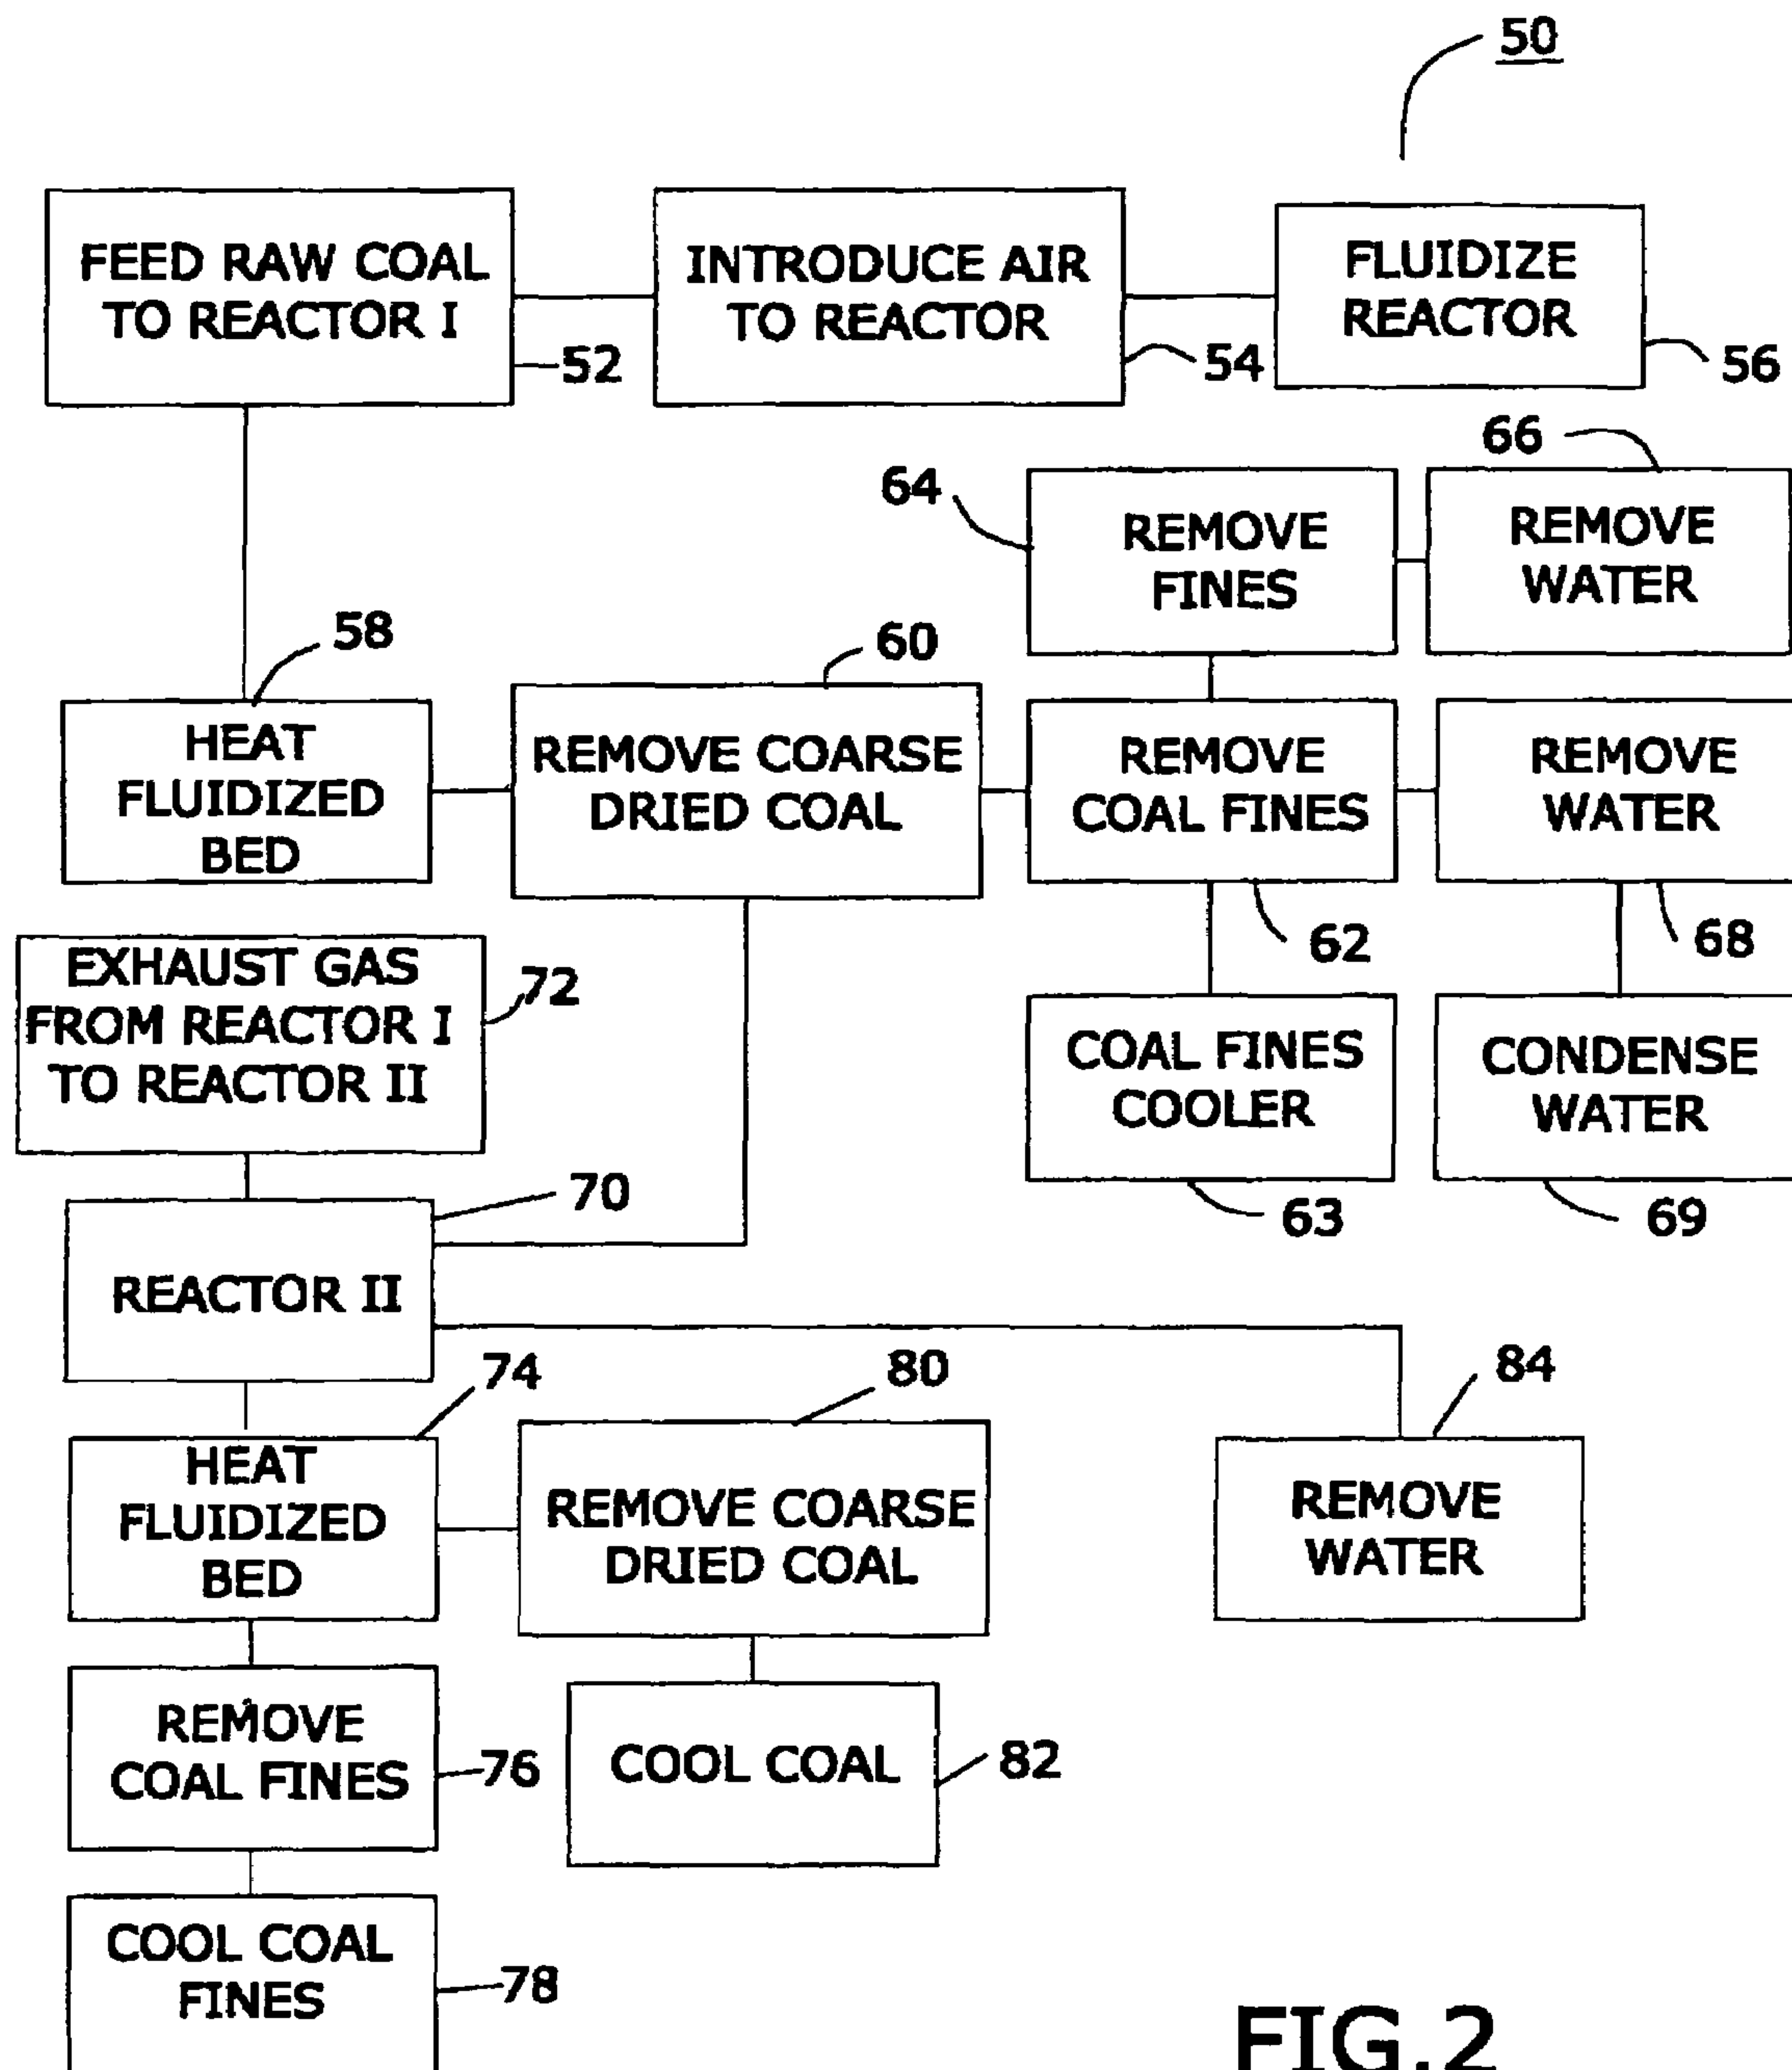 50
FEED RAW COAL
TO REACTOR I
52
INTRODUCE AIR
TO REACTOR
54
FLUIDIZE
REACTOR
56
64
REMOVE
FINES
66
REMOVE
WATER
58
HEAT
FLUIDIZED
BED
60
REMOVE COARSE
DRIED COAL
REMOVE
COAL FINES
62
REMOVE
WATER
68
EXHAUST GAS
FROM REACTOR I
TO REACTOR II
72
COAL FINES
COOLER
63
CONDENSE
WATER
69
70
REACTOR II
74
HEAT
FLUIDIZED
BED
80
REMOVE COARSE
DRIED COAL
84
REMOVE
WATER
REMOVE
COAL FINES
76
COOL COAL
82
COOL COAL
FINES
78
FIG.2